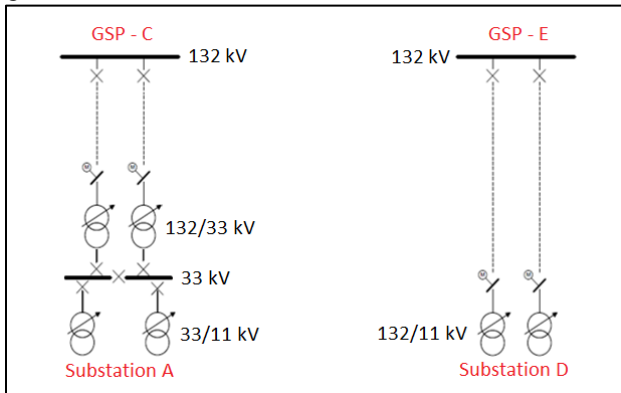 GSP - C
132 kV
132/33 kV
33 kV
33/11 kV
Substation A
GSP - E
132 kV
132/11 kV
Substation D